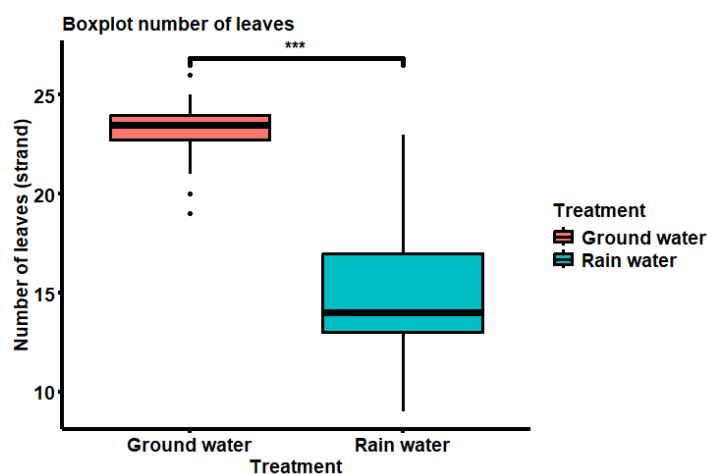 Boxplot number of leaves
***
Number of leaves (strand)
25
20
15
10
Ground water
Rain water
Treatment
Treatment
Ground water
Rain water